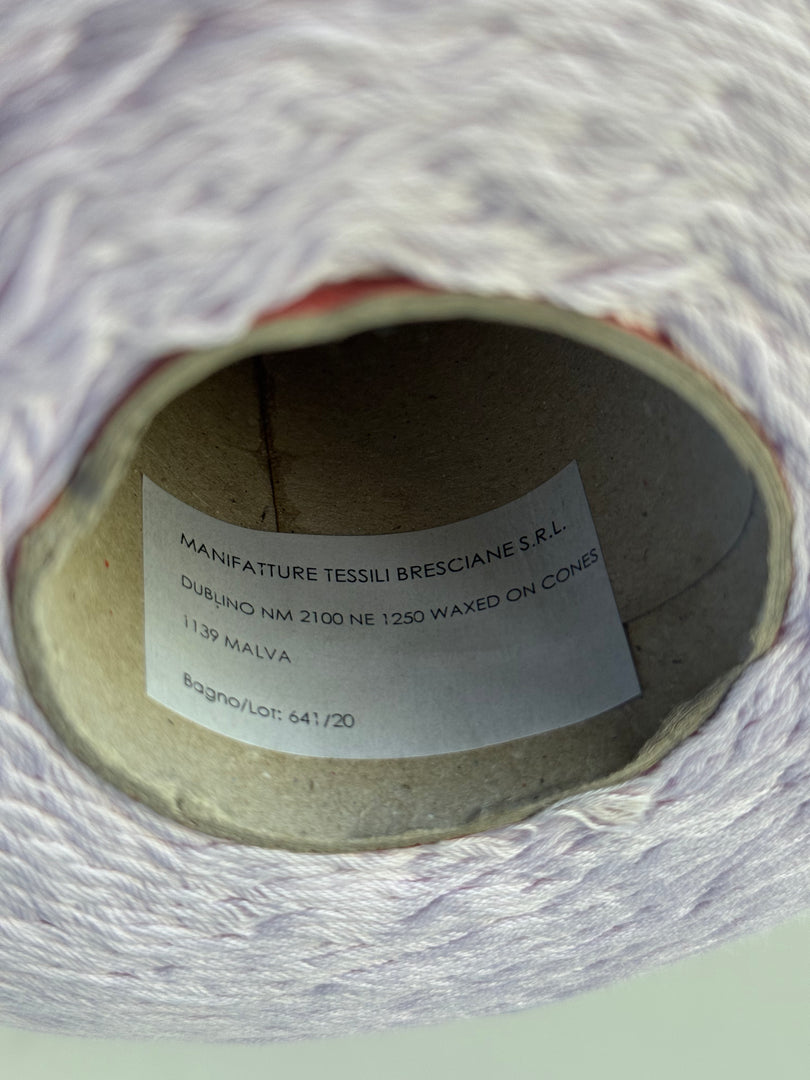 MANIFATTURE TESSILI BRESCIANE S.R.L.
DUBLINO NM 2100 NE 1250 WAXED ON CONES
1139 MALVA
Bagno/Lot: 641/20